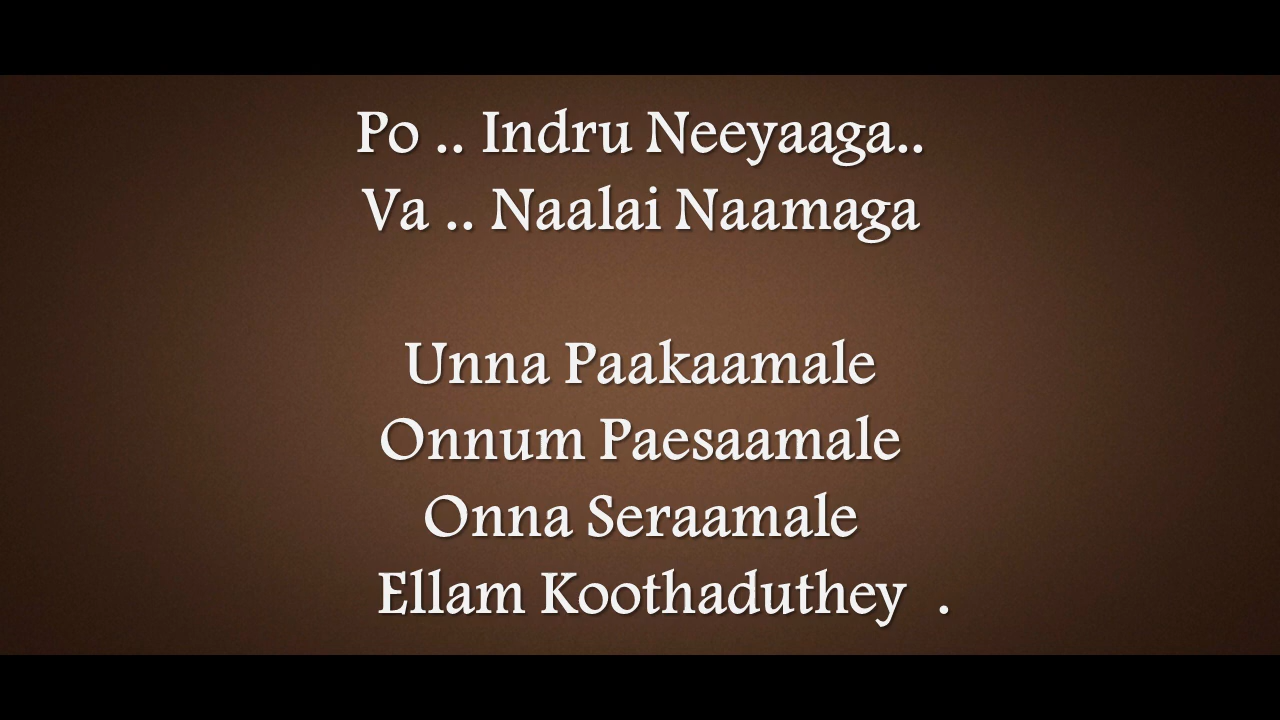 Po .. Indru Neeyaaga..
Va .. Naalai Naamaga
Unna Paakaamale
Onnum Paesaamale
Onna Seraamale
Ellam Koothaduthey .